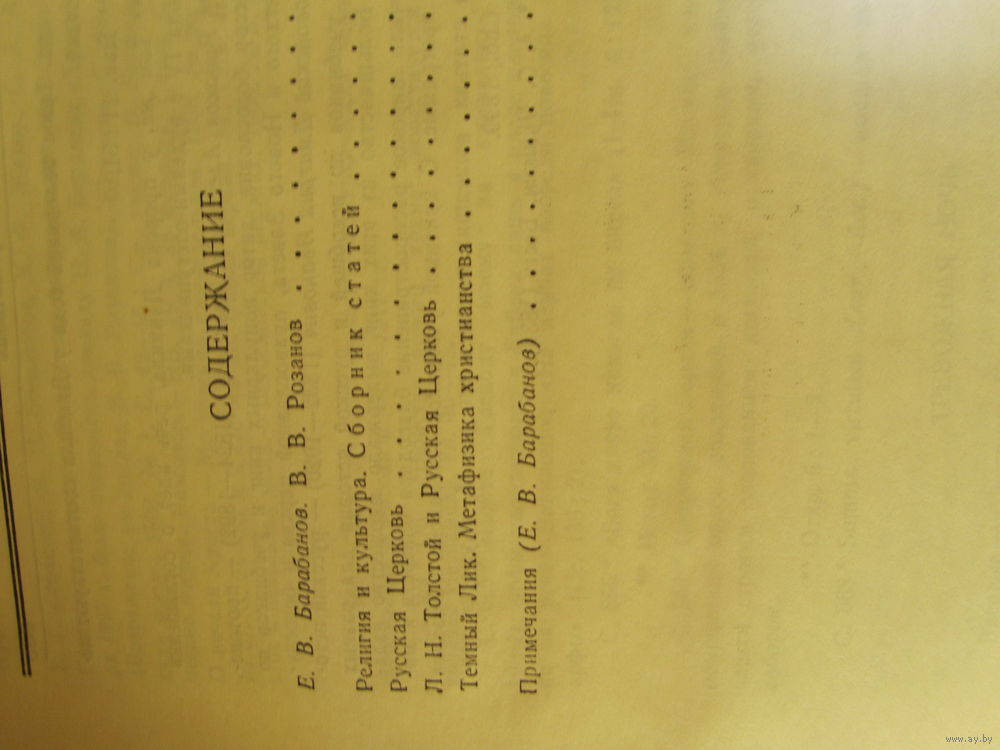 СОДЕРЖАНИЕ
Е. В. Барабанов. В. В. Розанов . . . . . . . . .
Религия и культура. Сборник статей . . . . . .
Русская Церковь . . . . . . . . . . . . .
Л. Н. Толстой и Русская Церковь . . . . . . . .
Темный Лик. Метафизика христианства . . . . . . .
Примечания (Е. В. Барабанов) . . . . . . . . . .
www.ay.by